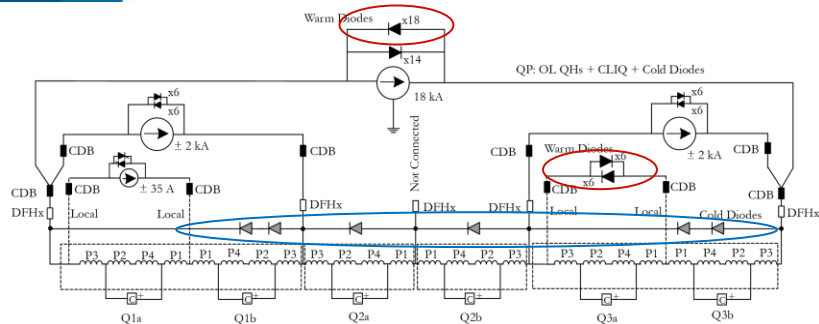 Warm Diodes
x18
x14
18 kA
QP: OL QHs + CLIQ + Cold Diodes
x6
x6
± 2 kA
± 35 A
CDB
CDB
CDB
CDB
CDB
DFHx
DFHx
Local
Local
Not Connected
DFHx
x6
x6
± 2 kA
CDB
CDB
Warm Diodes
x6
x6
CDB
CDB
CDB
DFHx
DFHx
Local
Local
Cold Diodes
P3 P2 P4 P1 P1 P4 P2 P3 P3 P2 P4 P1 P1 P4 P2 P3 P3 P2 P4 P1 P1 P4 P2 P3
C + C + C + C + C + C +
Q1a Q1b Q2a Q2b Q3a Q3b